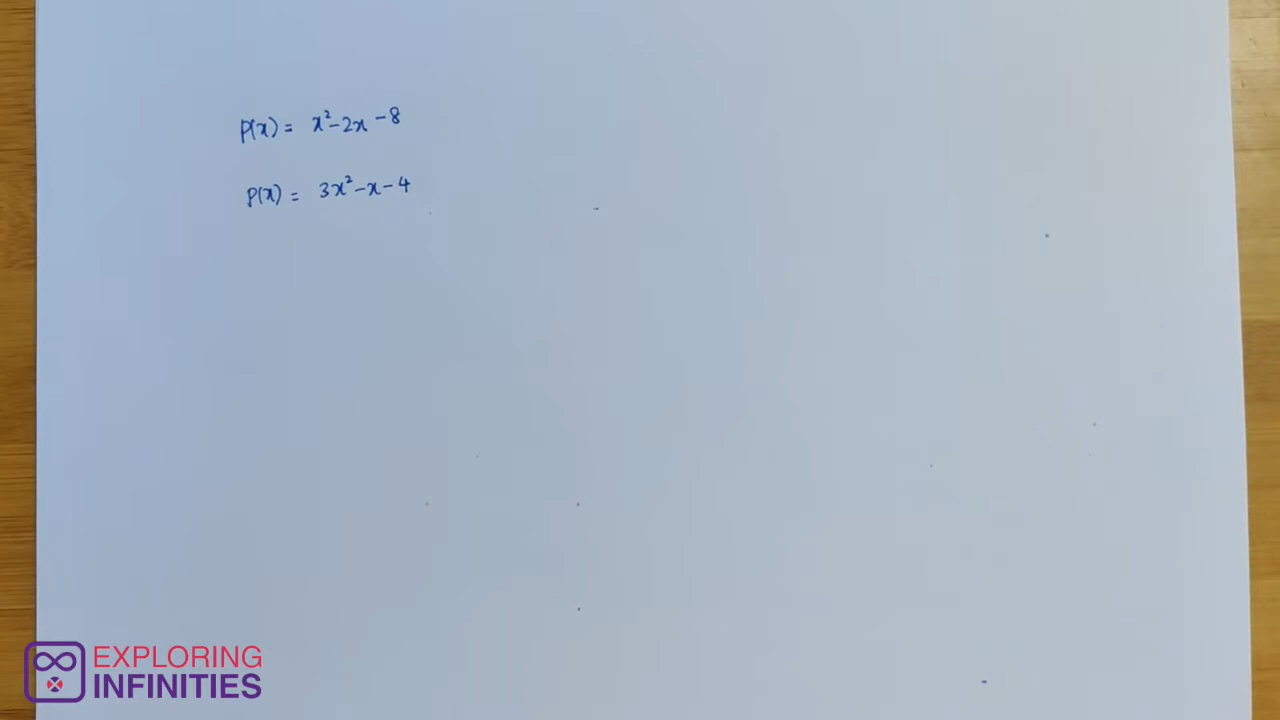 P(x) = x²-2x-8
P(x) = 3x²-x-4
EXPLORING
INFINITIES